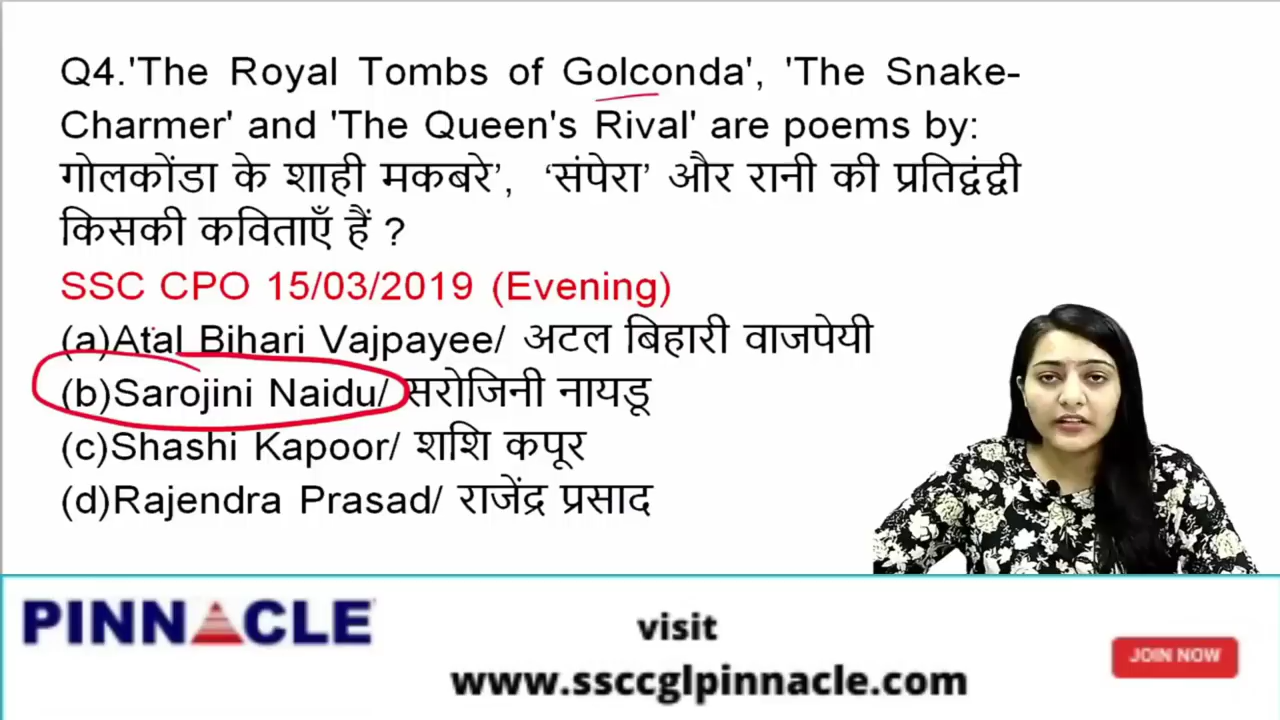 Q4.'The Royal Tombs of Golconda', 'The Snake-
Charmer' and 'The Queen's Rival' are poems by:
गोलकोंडा के शाही मकबरे’, ‘संपेरा’ और रानी की प्रतिद्वंद्वी
किसकी कविताएँ हैं ?
SSC CPO 15/03/2019 (Evening)
(a)Atal Bihari Vajpayee/ अटल बिहारी वाजपेयी
(b)Sarojini Naidu/ सरोजिनी नायडू
(c)Shashi Kapoor/ शशि कपूर
(d)Rajendra Prasad/ राजेंद्र प्रसाद
PINNACLE
visit
www.ssccglpinnacle.com
JOIN NOW